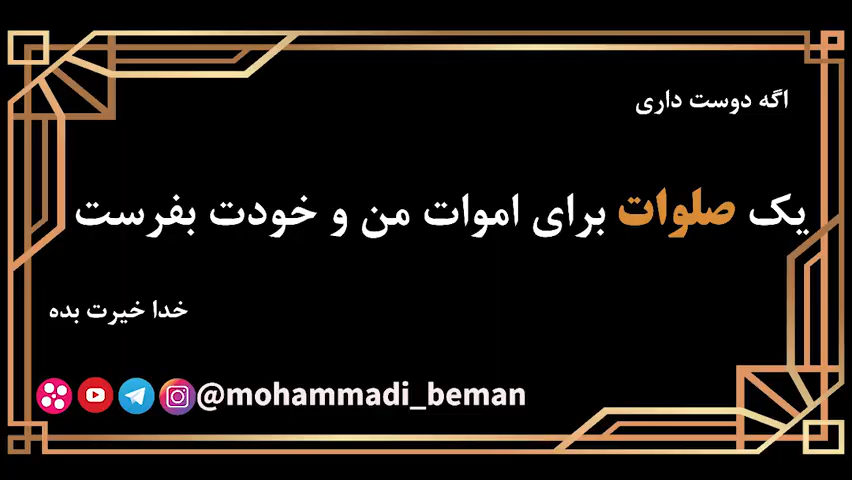 اگه دوست داری
یک صلوات برای اموات من و خودت بفرست
خدا خیرت بده
@mohammadi_beman